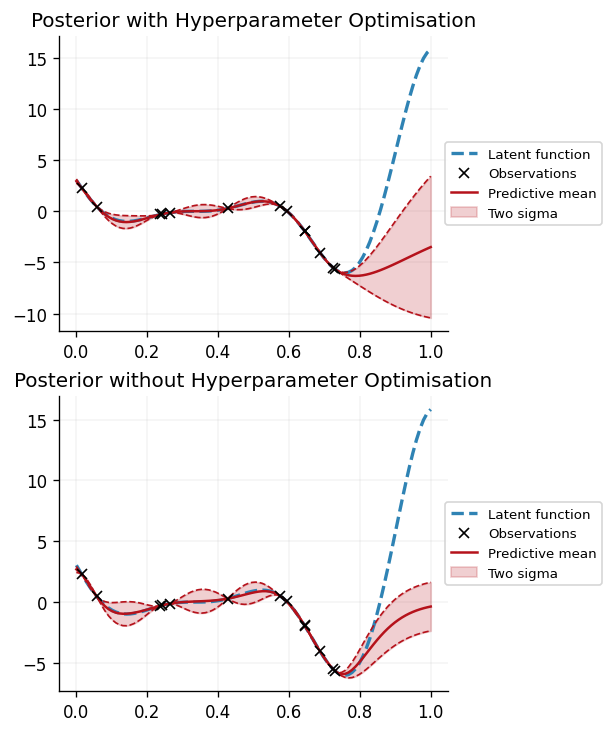 Posterior with Hyperparameter Optimisation
15
10
5
0
−5
−10
0.0 0.2 0.4 0.6 0.8 1.0
Latent function
Observations
Predictive mean
Two sigma
Posterior without Hyperparameter Optimisation
15
10
5
0
−5
0.0 0.2 0.4 0.6 0.8 1.0
Latent function
Observations
Predictive mean
Two sigma